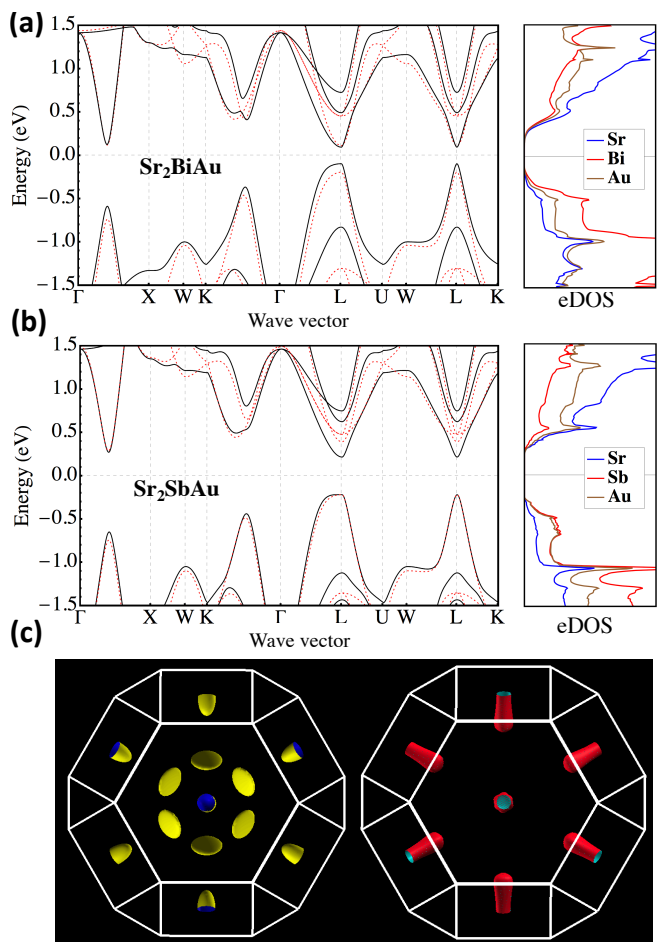 (a)
1.5
1.0
0.5
0.0
−0.5
−1.0
−1.5
Energy (eV)
Sr₂BiAu
Γ X W K Γ L U W L K
Wave vector
Sr
Bi
Au
eDOS
(b)
1.5
1.0
0.5
0.0
−0.5
−1.0
−1.5
Energy (eV)
Sr₂SbAu
Γ X W K Γ L U W L K
Wave vector
Sr
Sb
Au
eDOS
(c)